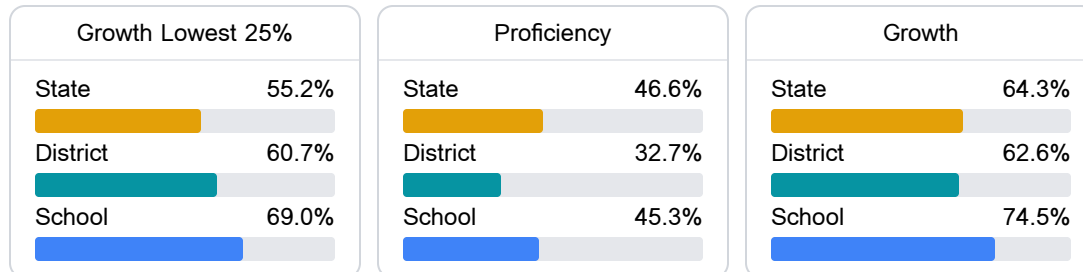 Growth Lowest 25%
State 55.2%
District 60.7%
School 69.0%
Proficiency
State 46.6%
District 32.7%
School 45.3%
Growth
State 64.3%
District 62.6%
School 74.5%